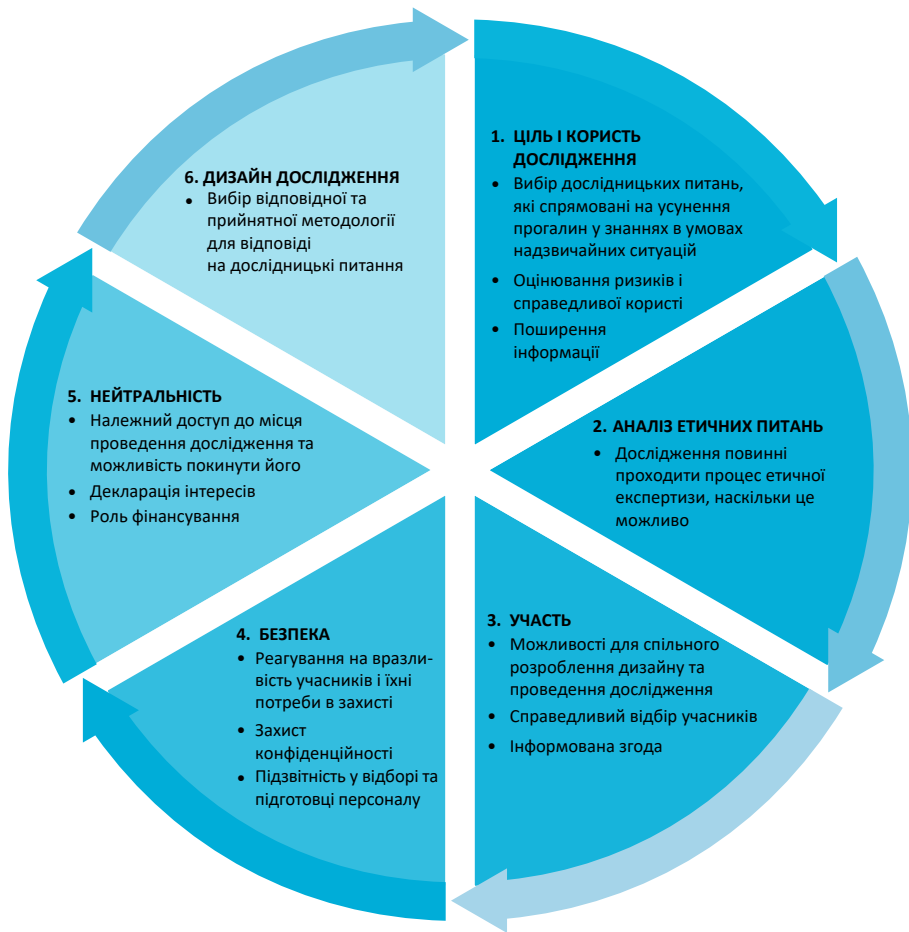 1. ЦІЛЬ І КОРИСТЬ
ДОСЛІДЖЕННЯ
• Вибір дослідницьких питань,
які спрямовані на усунення
прогалин у знаннях в умовах
надзвичайних ситуацій
• Оцінювання ризиків і
справедливої користі
• Поширення
інформації
2. АНАЛІЗ ЕТИЧНИХ ПИТАНЬ
• Дослідження повинні
проходити процес етичної
експертизи, наскільки це
можливо
3. УЧАСТЬ
• Можливості для спільного
розроблення дизайну та
проведення дослідження
• Справедливий відбір учасників
• Інформована згода
4. БЕЗПЕКА
• Реагування на вразли-
вість учасників і їхні
потреби в захисті
• Захист
конфіденційності
• Підзвітність у відборі та
підготовці персоналу
5. НЕЙТРАЛЬНІСТЬ
• Належний доступ до місця
проведення дослідження та
можливість покинути його
• Декларація інтересів
• Роль фінансування
6. ДИЗАЙН ДОСЛІДЖЕННЯ
• Вибір відповідної та
прийнятної методології
для відповіді
на дослідницькі питання